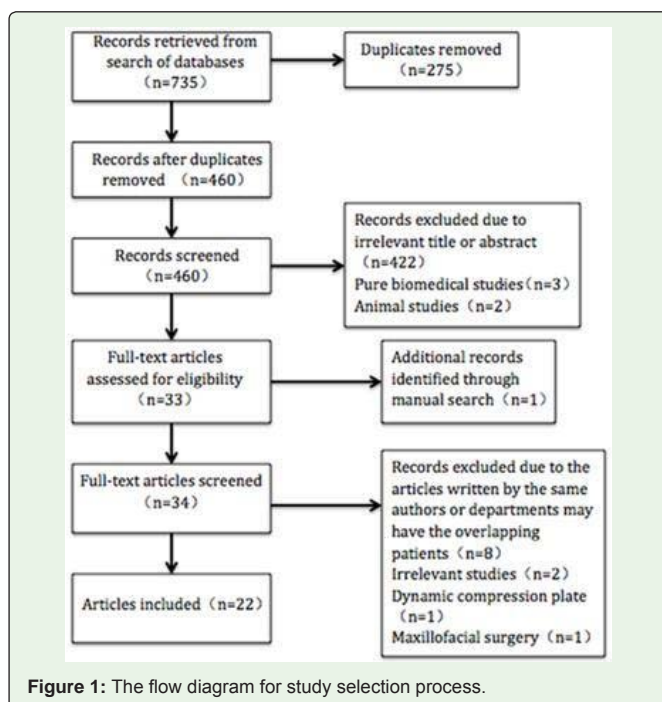 Records retrieved from
search of databases
(n=735)
Duplicates removed
(n=275)
Records after duplicates
removed (n=460)
Records screened
(n=460)
Records excluded due to
irrelevant title or abstract
(n=422)
Pure biomedical studies(n=3)
Animal studies (n=2)
Full-text articles
assessed for eligibility
(n=33)
Additional records
identified through
manual search (n=1)
Full-text articles screened
(n=34)
Records excluded due to the
articles written by the same
authors or departments may
have the overlapping
patients (n=8)
Irrelevant studies (n=2)
Dynamic compression plate
(n=1)
Maxillofacial surgery (n=1)
Articles included (n=22)
Figure 1: The flow diagram for study selection process.